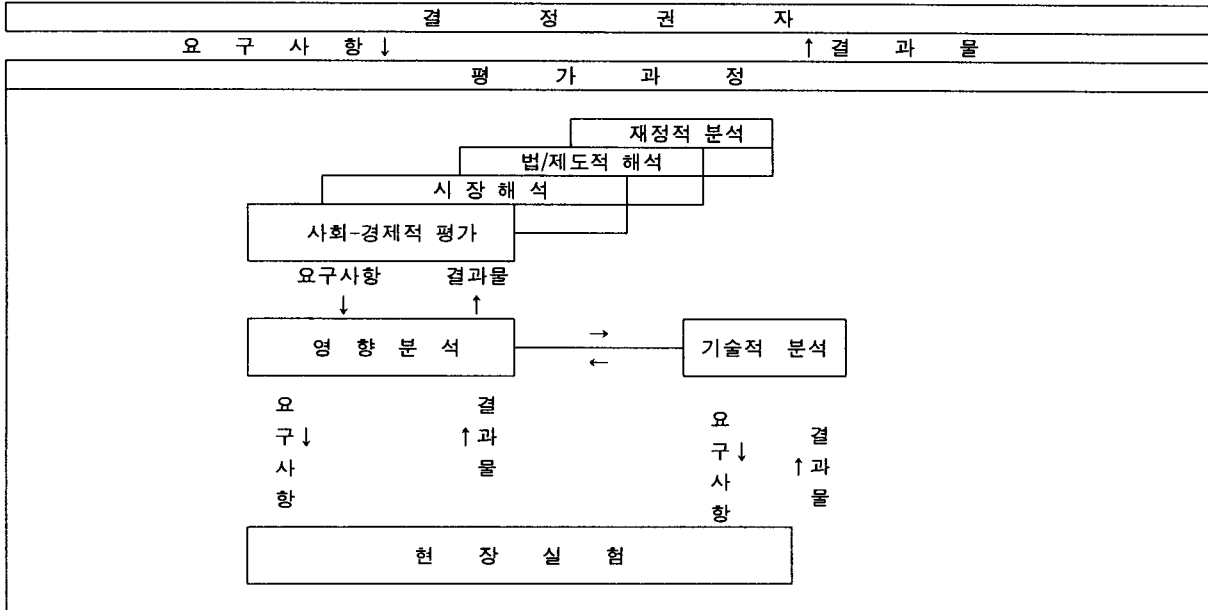 결 정 권 자
요 구 사 항 ↓ ↑ 결 과 물
평 가 과 정
재정적 분석
법/제도적 해석
시 장 해 석
사회-경제적 평가
요구사항 결과물
↓ ↑
영 향 분 석 → ← 기술적 분석
요구사항 ↓ ↑ 결과물 요구사항 ↓ ↑ 결과물
현 장 실 험